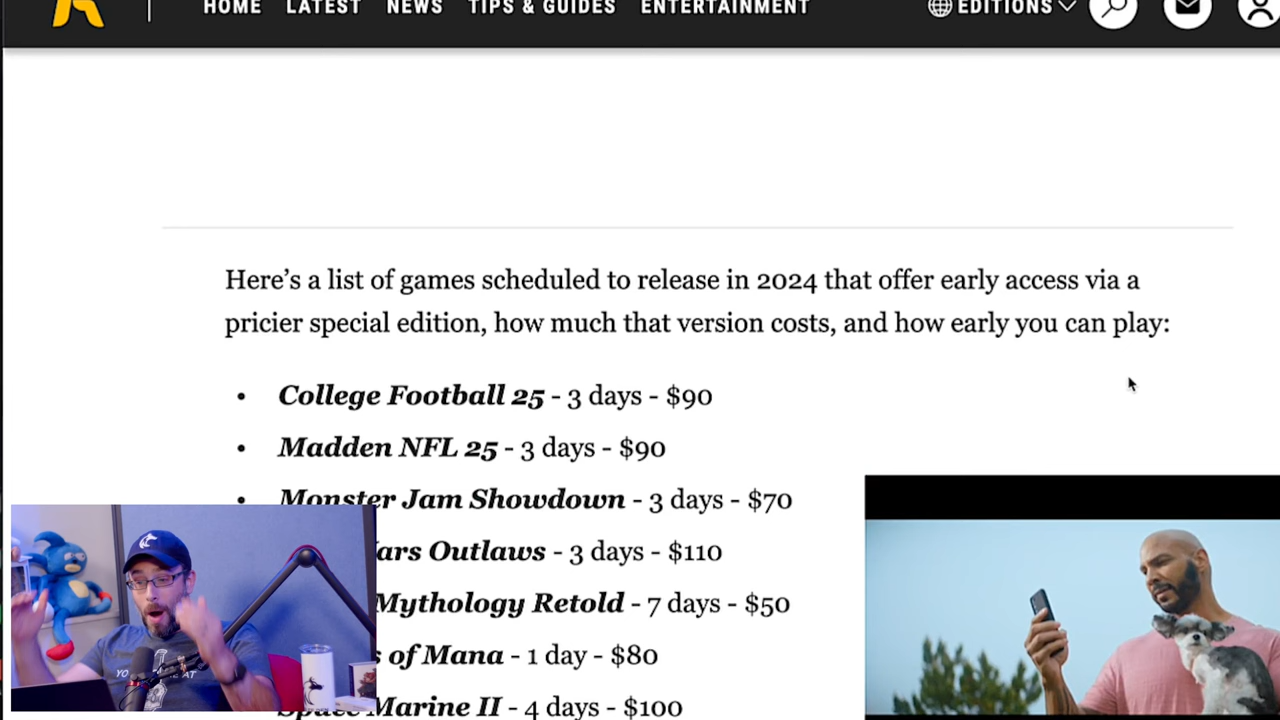 HOME LATEST NEWS TIPS & GUIDES ENTERTAINMENT EDITIONS
Here's a list of games scheduled to release in 2024 that offer early access via a
pricier special edition, how much that version costs, and how early you can play:
• College Football 25 - 3 days - $90
• Madden NFL 25 - 3 days - $90
• Monster Jam Showdown - 3 days - $70
ars Outlaws - 3 days - $110
Mythology Retold - 7 days - $50
s of Mana - 1 day - $80
Space Marine II - 4 days - $100
YO AT